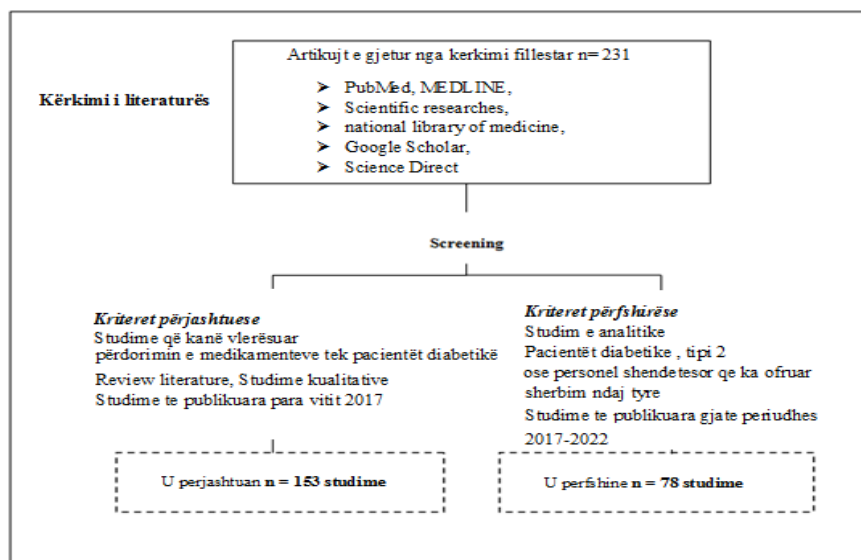 Artikujt e gjetur nga kerkimi fillestar n= 231
Kërkimi i literaturës
➤ PubMed, MEDLINE,
➤ Scientific researches,
➤ national library of medicine,
➤ Google Scholar,
➤ Science Direct
Screening
Kriteret përjashtuese
Studime që kanë vlerësuar
përdorimin e medikamenteve tek pacientët diabetikë
Review literature, Studime kualitative
Studime te publikuara para vitit 2017
Kriteret përfshirëse
Studim e analitike
Pacientët diabetike , tipi 2
ose personel shendetesor qe ka ofruar
sherbim ndaj tyre
Studime te publikuara gjate periudhes
2017-2022
U perjashtuan n = 153 studime
U perfshine n = 78 studime